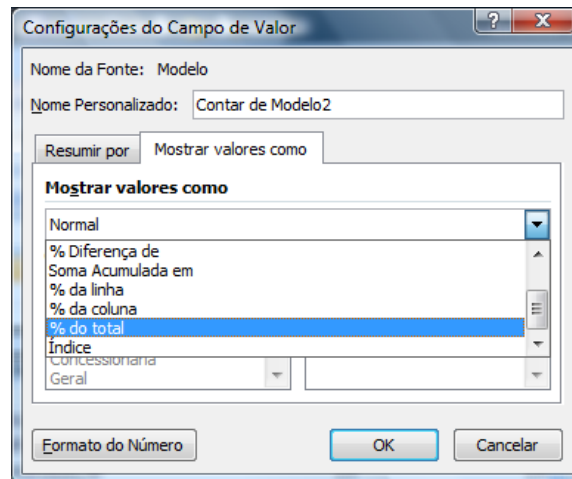 Configurações do Campo de Valor
?
X
Nome da Fonte: Modelo
Nome Personalizado: Contar de Modelo2
Resumir por
Mostrar valores como
Mostrar valores como
Normal
% Diferença de
Soma Acumulada em
% da linha
% da coluna
% do total
Índice
Concessionaria
Geral
Formato do Número
OK
Cancelar